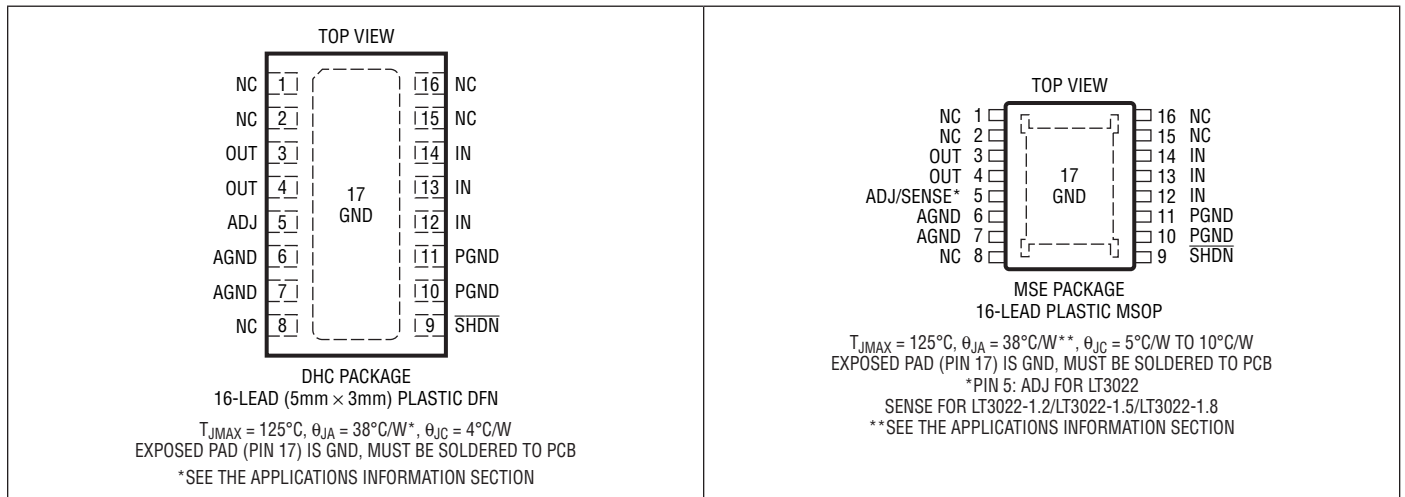 TOP VIEW
NC 1 16 NC
NC 2 15 NC
OUT 3 14 IN
OUT 4 13 IN
ADJ 5 12 IN
AGND 6 11 PGND
AGND 7 10 PGND
NC 8 9 SHDN
17
GND
DHC PACKAGE
16-LEAD (5mm × 3mm) PLASTIC DFN
TJMAX = 125°C, θJA = 38°C/W*, θJC = 4°C/W
EXPOSED PAD (PIN 17) IS GND, MUST BE SOLDERED TO PCB
*SEE THE APPLICATIONS INFORMATION SECTION
TOP VIEW
NC 1 16 NC
NC 2 15 NC
OUT 3 14 IN
OUT 4 13 IN
ADJ/SENSE* 5 12 IN
AGND 6 11 PGND
AGND 7 10 PGND
NC 8 9 SHDN
17
GND
MSE PACKAGE
16-LEAD PLASTIC MSOP
TJMAX = 125°C, θJA = 38°C/W**, θJC = 5°C/W TO 10°C/W
EXPOSED PAD (PIN 17) IS GND, MUST BE SOLDERED TO PCB
*PIN 5: ADJ FOR LT3022
SENSE FOR LT3022-1.2/LT3022-1.5/LT3022-1.8
**SEE THE APPLICATIONS INFORMATION SECTION